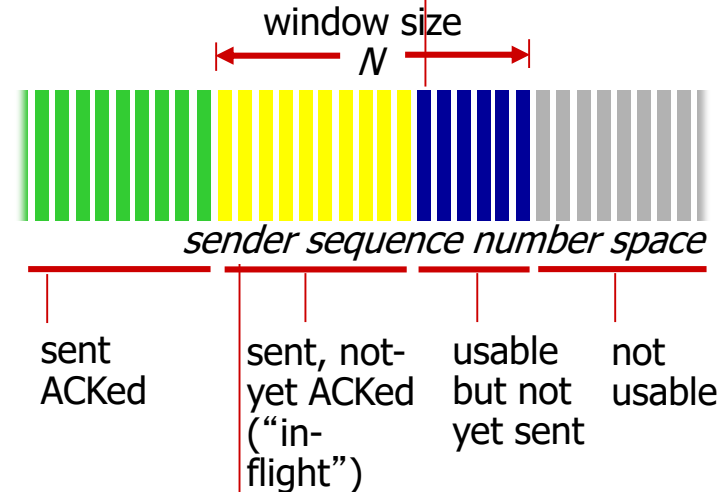 window size
N
sender sequence number space
sent
ACKed
sent, not-
yet ACKed
(“in-
flight”)
usable
but not
yet sent
not
usable